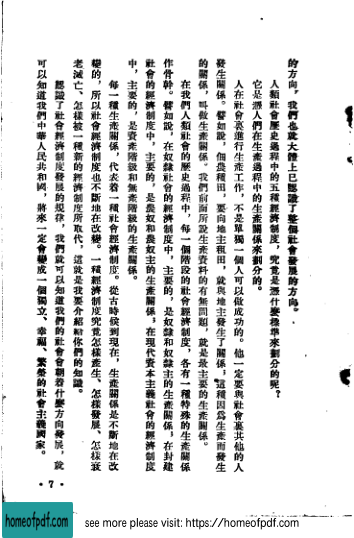 的方向，我們也就大體上已認識了整個社會發展的方向。
人類社會歷史過程中的五種經濟制度，究竟是憑什麼標準來劃分的呢？
它是憑人們在生產過程中的生產關係來劃分的。
人在社會裏進行生產工作，不是單獨一個人可以做成功的。他一定要與社會裏其他的人
發生關係。譬如說，佃農種田，要向地主租田，就與地主發生了關係，這種因爲生產而發生
的關係，叫做生產關係。我們前面所說生產資料的有無問題，就是最主要的生產關係。
在我們人類社會的歷史過程中，每一個階段的社會經濟制度，各有一種特殊的生產關係
作骨幹。譬如說，在奴隸社會的經濟制度中，主要的，是奴隸和奴隸主的生產關係，在封建
社會的經濟制度中，主要的，是農奴和農奴主的生產關係，在現代資本主義社會的經濟制度
中，主要的，是資產階級和無產階級的生產關係。
每一種生產關係，代表着一種社會經濟制度。從古時候到現在，生產關係是不斷地在改
變的，所以社會經濟制度也不斷地在改變。一種經濟制度究竟怎樣產生、怎樣發展、怎樣衰
老滅亡、怎樣被一種新的經濟制度所取代，這就是我要介紹給你們的知識。
認識了社會經濟制度發展的規律，我們就可以知道我們的社會會朝着什麼方向發展，就
可以知道我們中華人民共和國，將來一定會變成一個獨立、幸福、繁榮的社會主義國家。
·7·
homeofpdf.com
see more please visit: https://homeofpdf.com